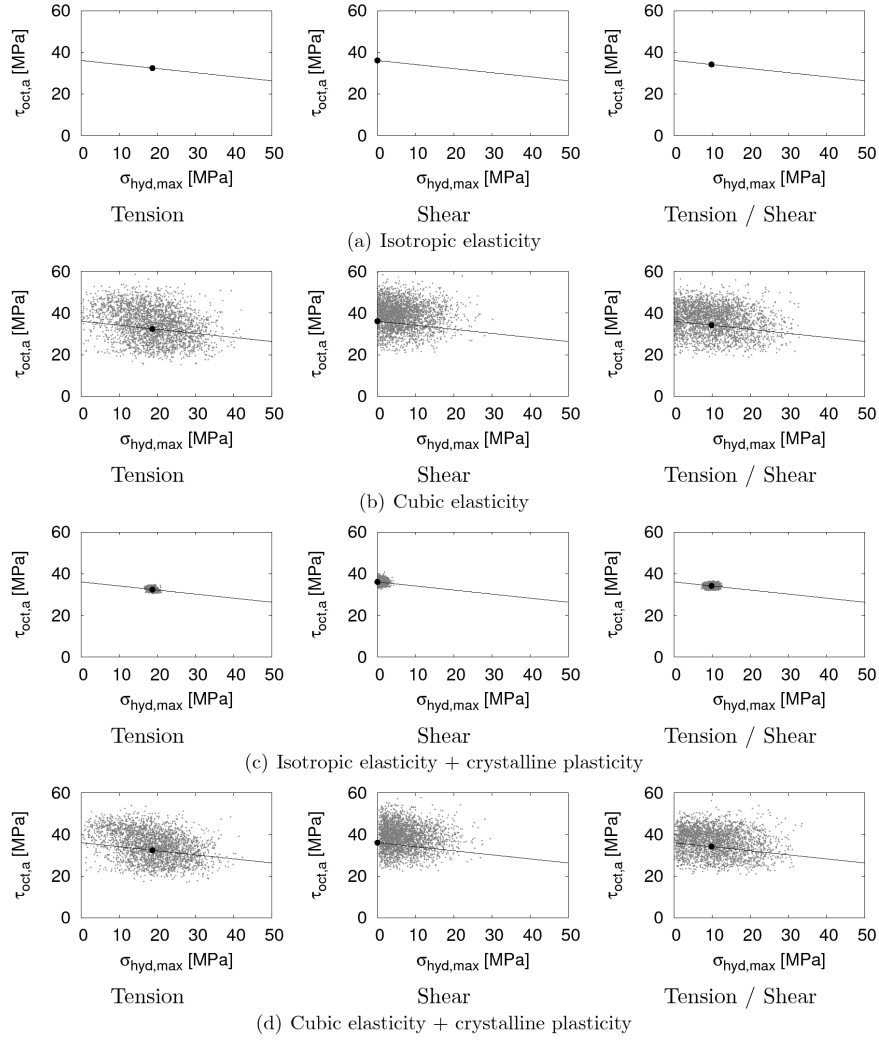 60
40
20
0
τoct,a [MPa]
0 10 20 30 40 50
σhyd,max [MPa]
Tension
60
40
20
0
τoct,a [MPa]
0 10 20 30 40 50
σhyd,max [MPa]
Shear
60
40
20
0
τoct,a [MPa]
0 10 20 30 40 50
σhyd,max [MPa]
Tension / Shear
(a) Isotropic elasticity
60
40
20
0
τoct,a [MPa]
0 10 20 30 40 50
σhyd,max [MPa]
Tension
60
40
20
0
τoct,a [MPa]
0 10 20 30 40 50
σhyd,max [MPa]
Shear
60
40
20
0
τoct,a [MPa]
0 10 20 30 40 50
σhyd,max [MPa]
Tension / Shear
(b) Cubic elasticity
60
40
20
0
τoct,a [MPa]
0 10 20 30 40 50
σhyd,max [MPa]
Tension
60
40
20
0
τoct,a [MPa]
0 10 20 30 40 50
σhyd,max [MPa]
Shear
60
40
20
0
τoct,a [MPa]
0 10 20 30 40 50
σhyd,max [MPa]
Tension / Shear
(c) Isotropic elasticity + crystalline plasticity
60
40
20
0
τoct,a [MPa]
0 10 20 30 40 50
σhyd,max [MPa]
Tension
60
40
20
0
τoct,a [MPa]
0 10 20 30 40 50
σhyd,max [MPa]
Shear
60
40
20
0
τoct,a [MPa]
0 10 20 30 40 50
σhyd,max [MPa]
Tension / Shear
(d) Cubic elasticity + crystalline plasticity